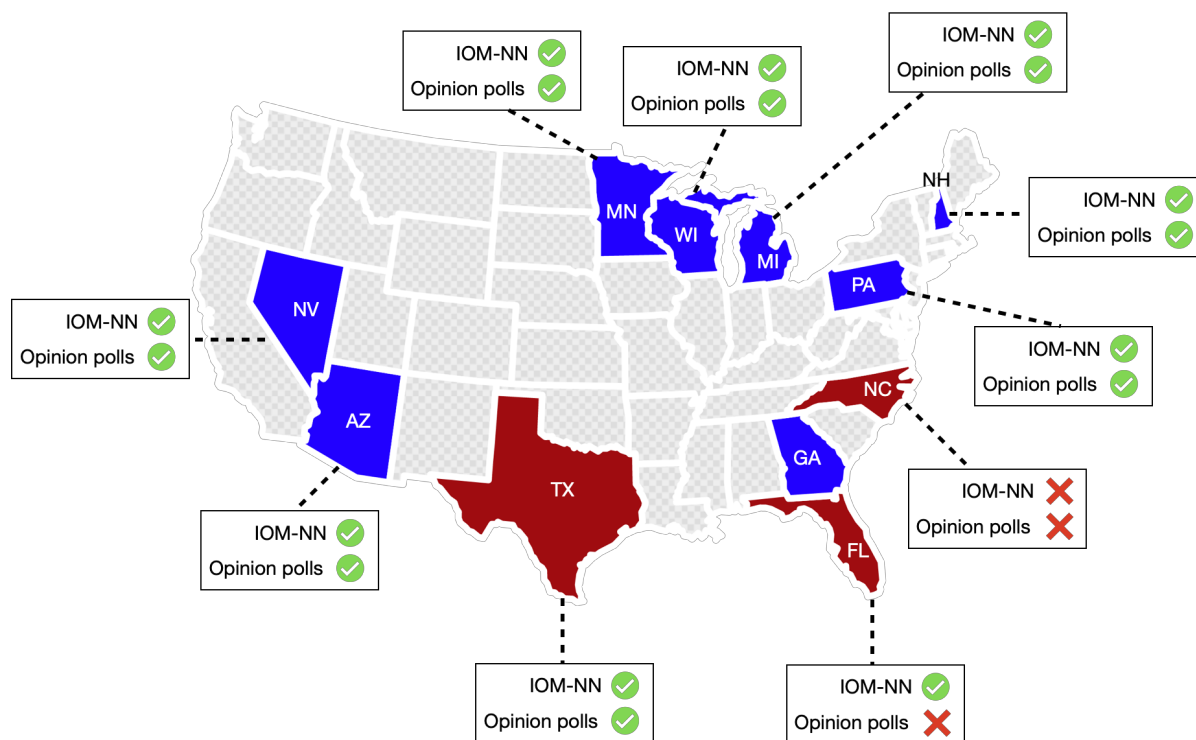 IOM-NN
Opinion polls
IOM-NN
Opinion polls
IOM-NN
Opinion polls
NH
IOM-NN
Opinion polls
MN
WI
MI
PA
NV
IOM-NN
Opinion polls
IOM-NN
Opinion polls
NC
AZ
GA
TX
IOM-NN
Opinion polls
FL
IOM-NN
Opinion polls
IOM-NN
Opinion polls
IOM-NN
Opinion polls